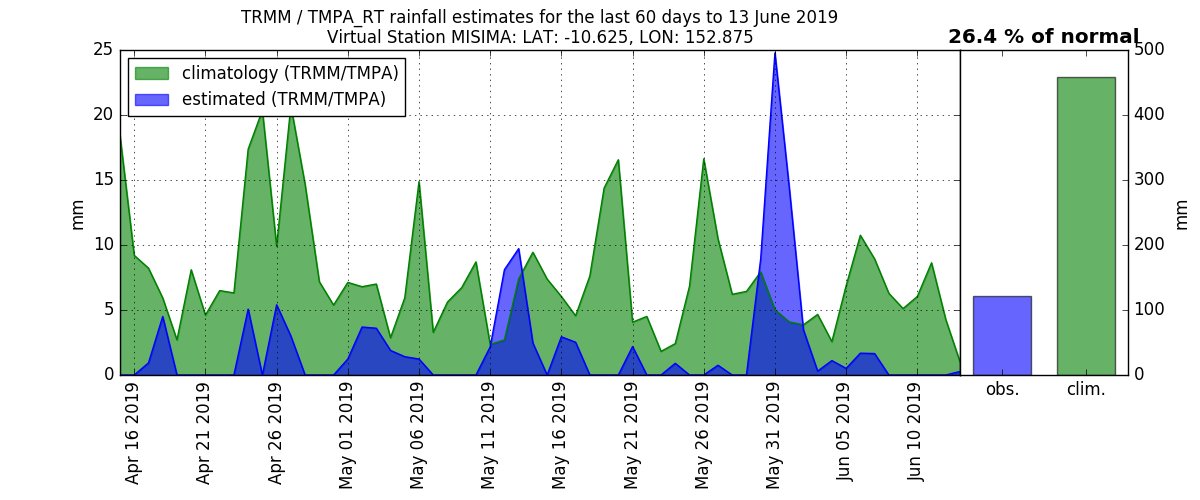 TRMM / TMPA_RT rainfall estimates for the last 60 days to 13 June 2019
Virtual Station MISIMA: LAT: -10.625, LON: 152.875
26.4 % of normal
climatology (TRMM/TMPA)
estimated (TRMM/TMPA)
25
20
15
10
5
0
mm
Apr 16 2019
Apr 21 2019
Apr 26 2019
May 01 2019
May 06 2019
May 11 2019
May 16 2019
May 21 2019
May 26 2019
May 31 2019
Jun 05 2019
Jun 10 2019
500
400
300
200
100
0
mm
obs.
clim.